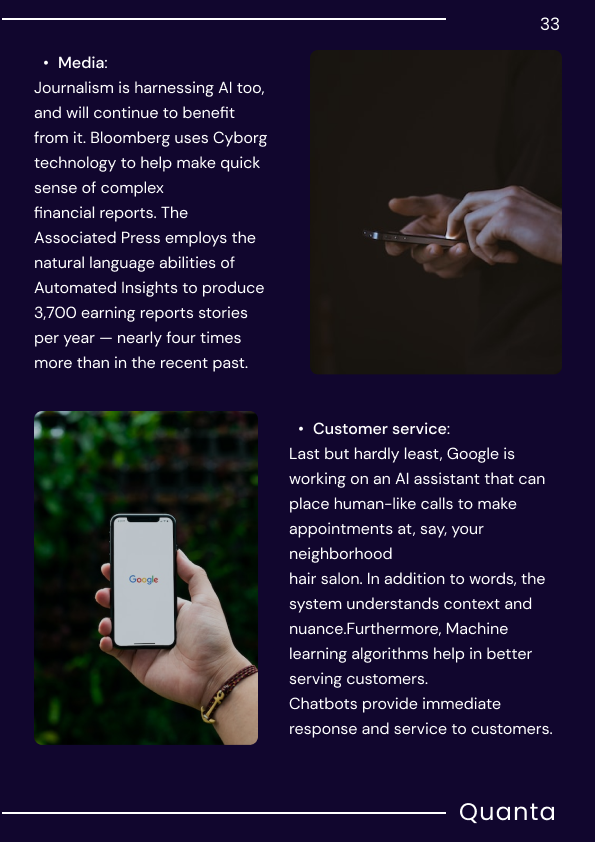 33
• Media:
Journalism is harnessing AI too,
and will continue to benefit
from it. Bloomberg uses Cyborg
technology to help make quick
sense of complex
financial reports. The
Associated Press employs the
natural language abilities of
Automated Insights to produce
3,700 earning reports stories
per year — nearly four times
more than in the recent past.
Google
• Customer service:
Last but hardly least, Google is
working on an AI assistant that can
place human-like calls to make
appointments at, say, your
neighborhood
hair salon. In addition to words, the
system understands context and
nuance.Furthermore, Machine
learning algorithms help in better
serving customers.
Chatbots provide immediate
response and service to customers.
Quanta